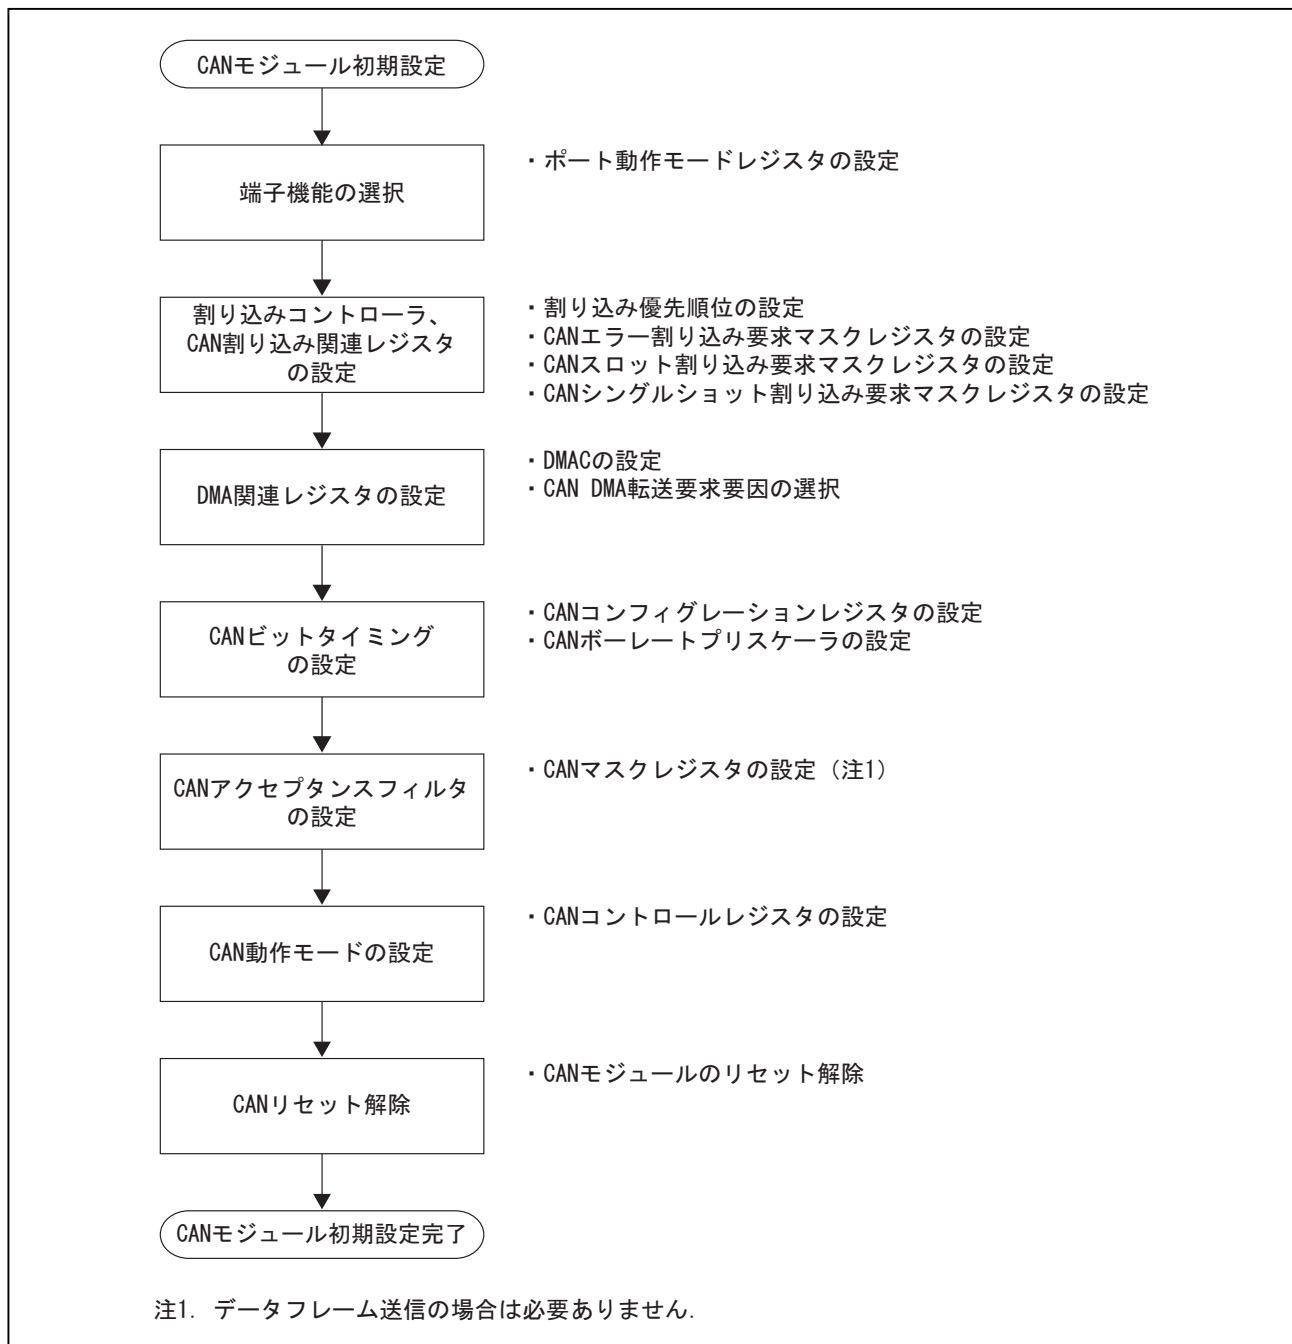 CANモジュール初期設定
端子機能の選択
・ポート動作モードレジスタの設定
割り込みコントローラ、
CAN割り込み関連レジスタ
の設定
・割り込み優先順位の設定
・CANエラー割り込み要求マスクレジスタの設定
・CANスロット割り込み要求マスクレジスタの設定
・CANシングルショット割り込み要求マスクレジスタの設定
DMA関連レジスタの設定
・DMACの設定
・CAN DMA転送要求要因の選択
CANビットタイミング
の設定
・CANコンフィグレーションレジスタの設定
・CANボーレートプリスケーラの設定
CANアクセプタンスフィルタ
の設定
・CANマスクレジスタの設定（注1）
CAN動作モードの設定
・CANコントロールレジスタの設定
CANリセット解除
・CANモジュールのリセット解除
CANモジュール初期設定完了
注1. データフレーム送信の場合は必要ありません.